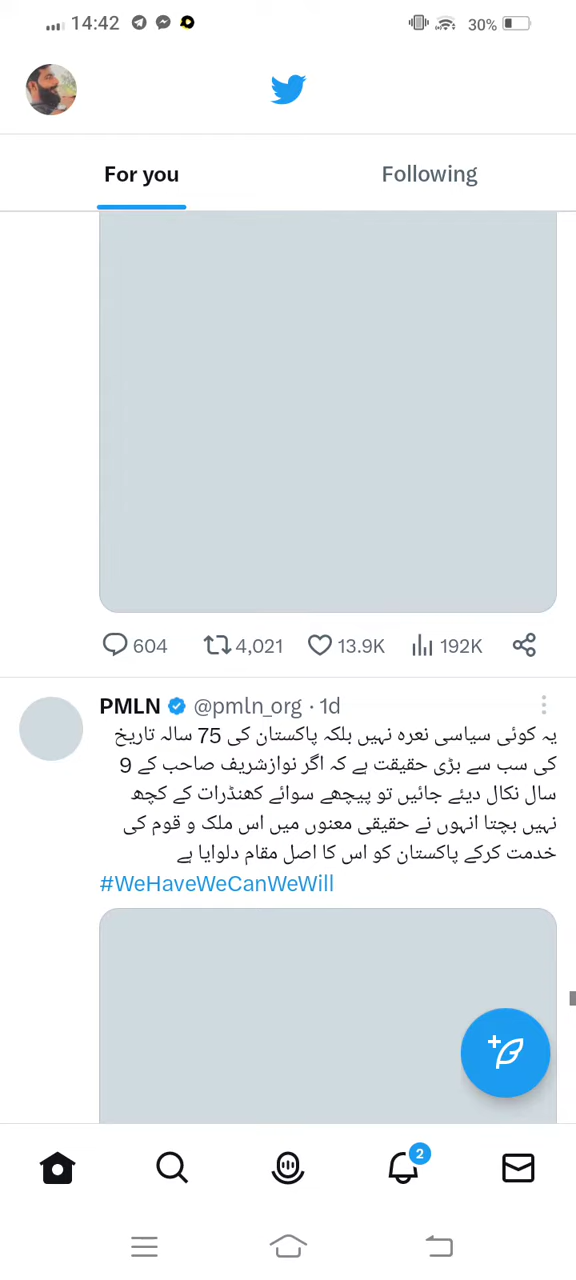 14:42
30%
For you
Following
604
4,021
13.9K
192K
PMLN @pmln_org · 1d
یہ کوئی سیاسی نعرہ نہیں بلکہ پاکستان کی 75 سالہ تاریخ
کی سب سے بڑی حقیقت ہے کہ اگر نوازشریف صاحب کے 9
سال نکال دیئے جائیں تو پیچھے سوائے کھنڈرات کے کچھ
نہیں بچتا انہوں نے حقیقی معنوں میں اس ملک و قوم کی
خدمت کرکے پاکستان کو اس کا اصل مقام دلوایا ہے
#WeHaveWeCanWeWill
2